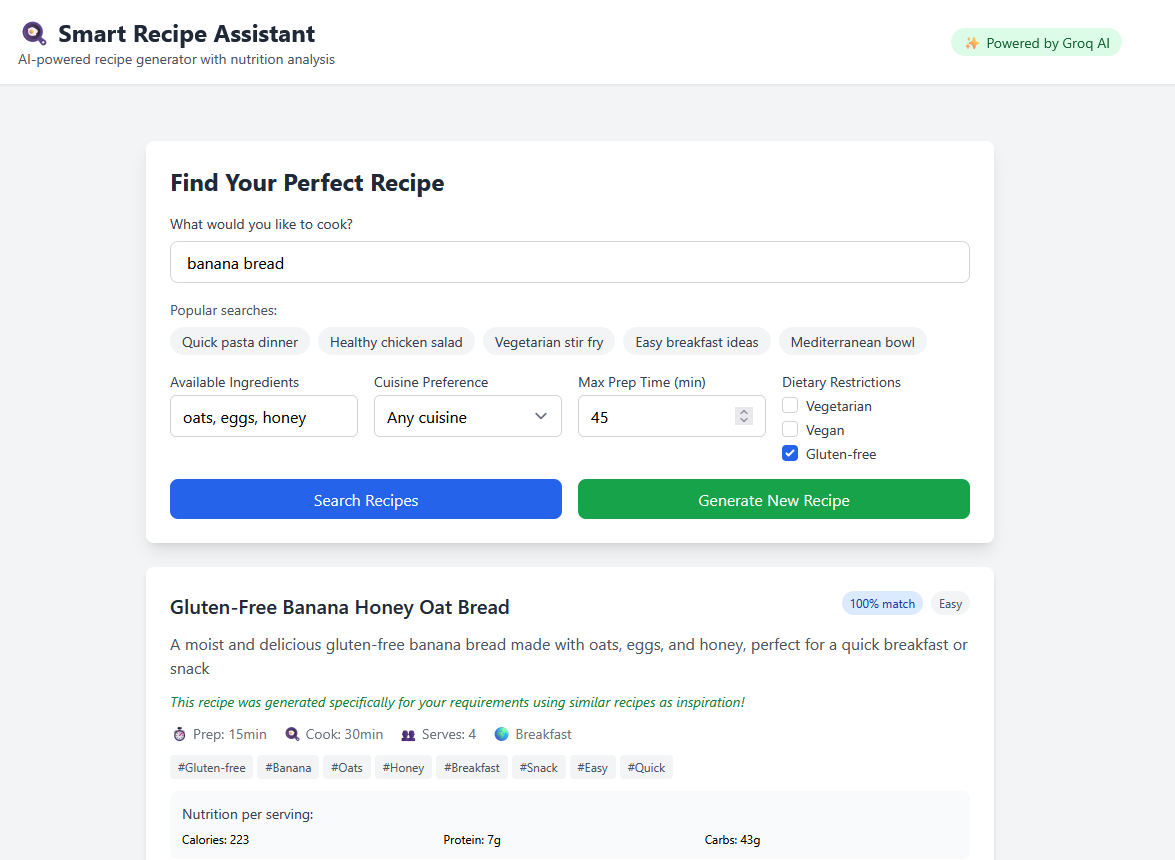 Smart Recipe Assistant
AI-powered recipe generator with nutrition analysis
✨ Powered by Groq AI
Find Your Perfect Recipe
What would you like to cook?
banana bread
Popular searches:
Quick pasta dinner Healthy chicken salad Vegetarian stir fry Easy breakfast ideas Mediterranean bowl
Available Ingredients Cuisine Preference Max Prep Time (min) Dietary Restrictions
oats, eggs, honey Any cuisine 45
Vegetarian
Vegan
Gluten-free
Search Recipes Generate New Recipe
Gluten-Free Banana Honey Oat Bread 100% match Easy
A moist and delicious gluten-free banana bread made with oats, eggs, and honey, perfect for a quick breakfast or
snack
This recipe was generated specifically for your requirements using similar recipes as inspiration!
Prep: 15min Cook: 30min Serves: 4 Breakfast
#Gluten-free #Banana #Oats #Honey #Breakfast #Snack #Easy #Quick
Nutrition per serving:
Calories: 223 Protein: 7g Carbs: 43g